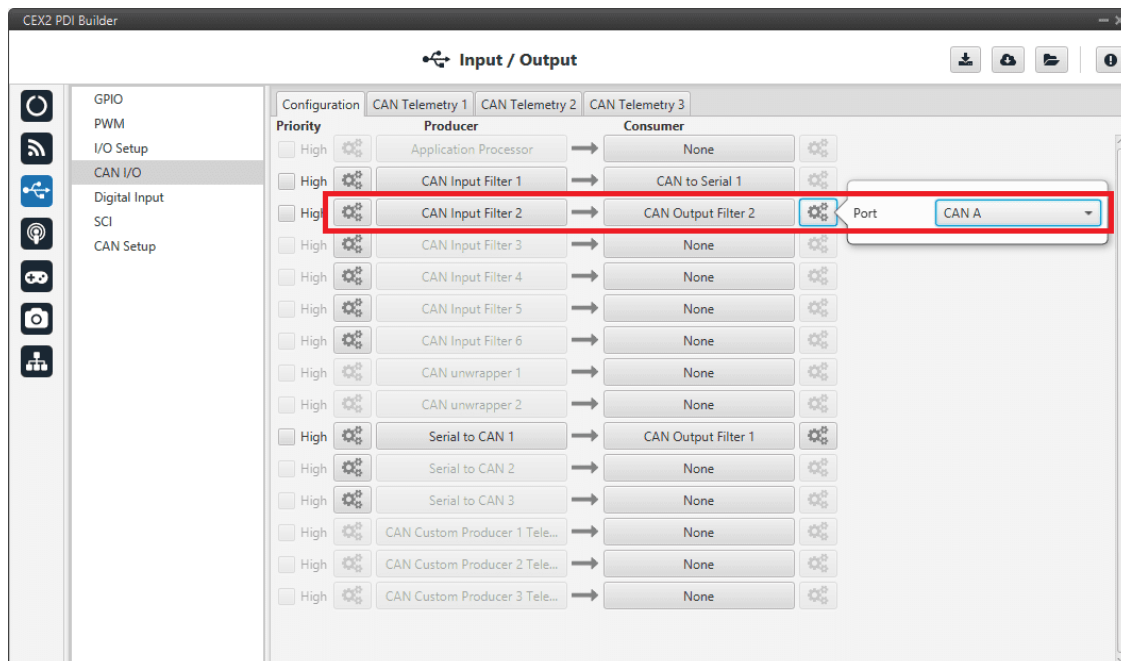 CEX2 PDI Builder
Input / Output
GPIO
PWM
I/O Setup
CAN I/O
Digital Input
SCI
CAN Setup
Configuration CAN Telemetry 1 CAN Telemetry 2 CAN Telemetry 3
Priority Producer Consumer
High Application Processor None
High CAN Input Filter 1 CAN to Serial 1
High CAN Input Filter 2 CAN Output Filter 2 Port CAN A
High CAN Input Filter 3 None
High CAN Input Filter 4 None
High CAN Input Filter 5 None
High CAN Input Filter 6 None
High CAN unwrapper 1 None
High CAN unwrapper 2 None
High Serial to CAN 1 CAN Output Filter 1
High Serial to CAN 2 None
High Serial to CAN 3 None
High CAN Custom Producer 1 Tele... None
High CAN Custom Producer 2 Tele... None
High CAN Custom Producer 3 Tele... None